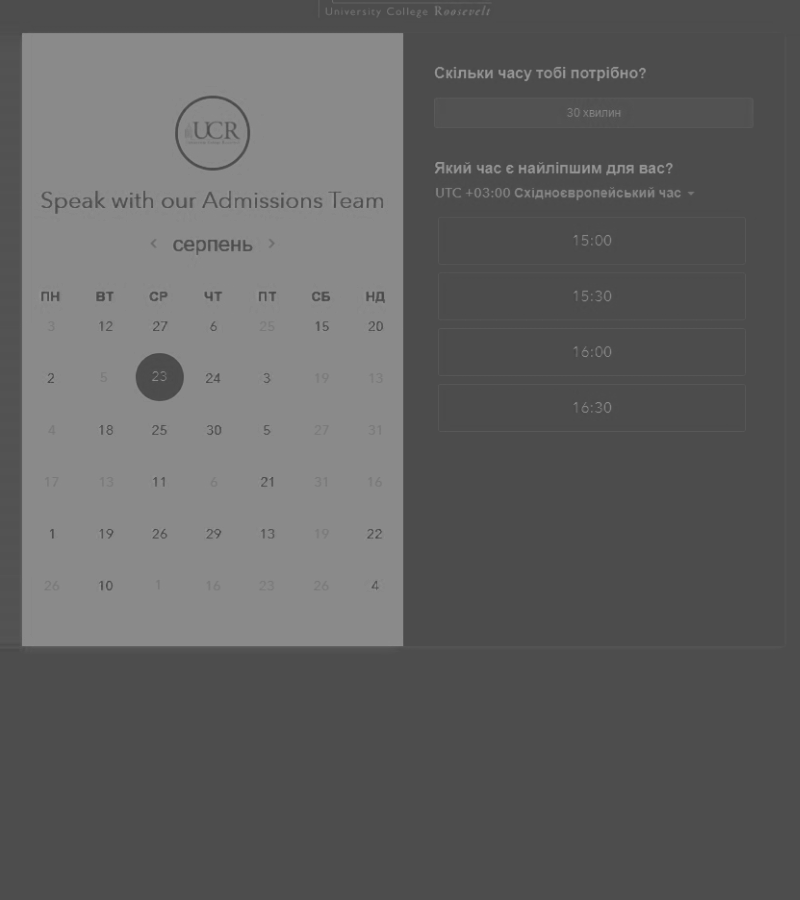 University College Roosevelt
UCR
Speak with our Admissions Team
серпень
ПН ВТ СР ЧТ ПТ СБ НД
3 12 27 6 25 15 20
2 5 23 24 3 19 13
4 18 25 30 5 27 31
17 13 11 6 21 31 16
1 19 26 29 13 19 22
26 10 1 16 23 26 4
Скільки часу тобі потрібно?
30 хвилин
Який час є найліпшим для вас?
UTC +03:00 Східноєвропейський час
15:00
15:30
16:00
16:30